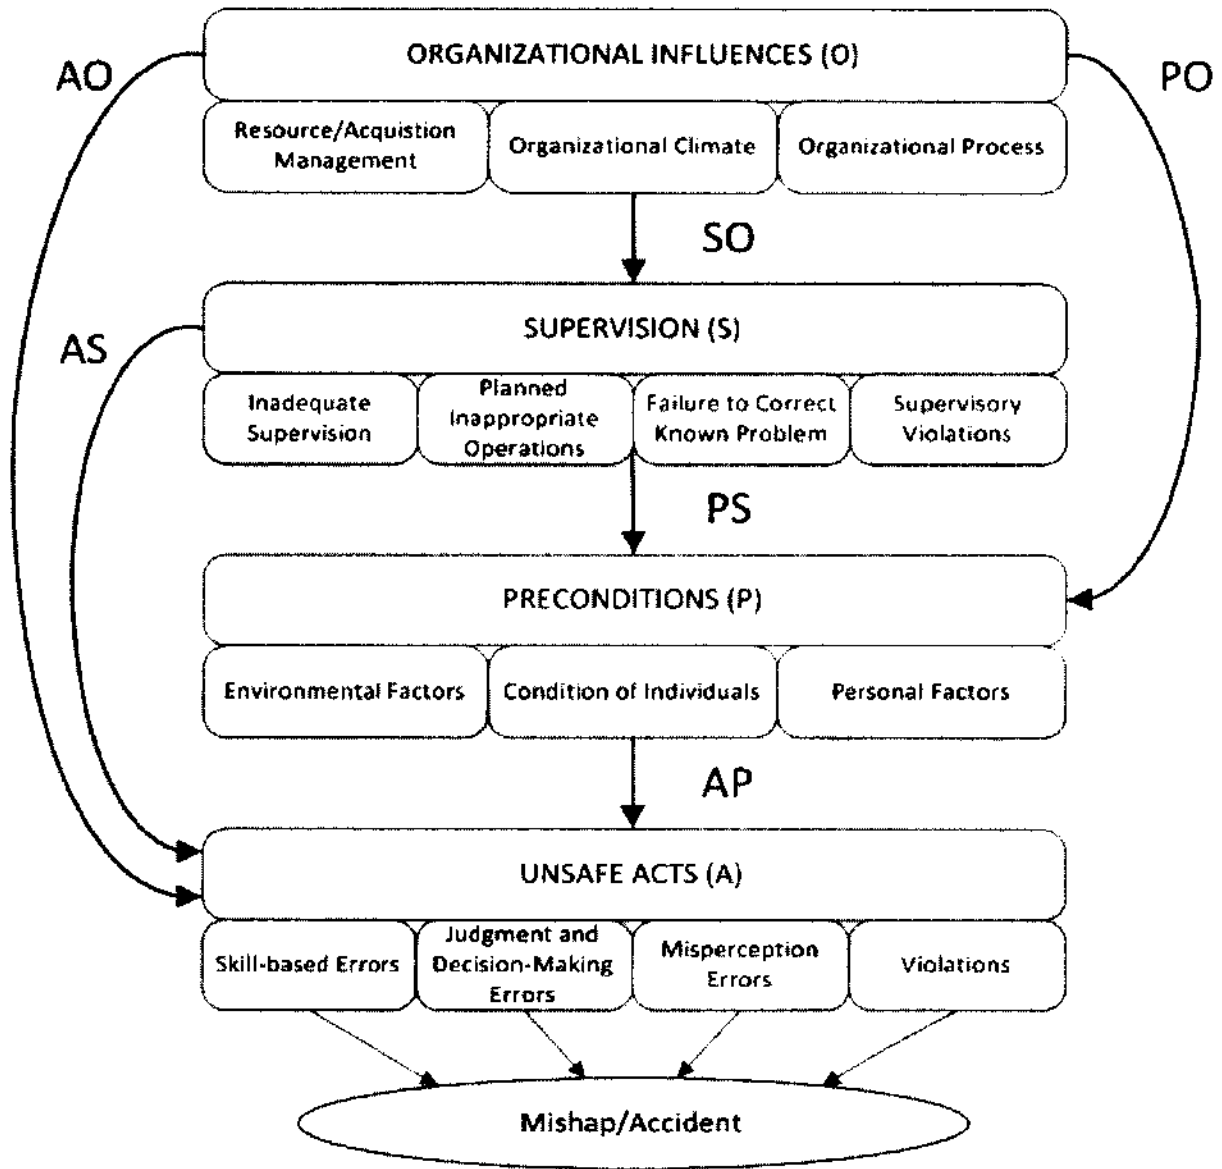 AO
ORGANIZATIONAL INFLUENCES (O)
PO
Resource/Acquistion
Management
Organizational Climate
Organizational Process
SO
SUPERVISION (S)
AS
Inadequate
Supervision
Planned
Inappropriate
Operations
Failure to Correct
Known Problem
Supervisory
Violations
PS
PRECONDITIONS (P)
Environmental Factors
Condition of Individuals
Personal Factors
AP
UNSAFE ACTS (A)
Skill-based Errors
Judgment and
Decision-Making
Errors
Misperception
Errors
Violations
Mishap/Accident